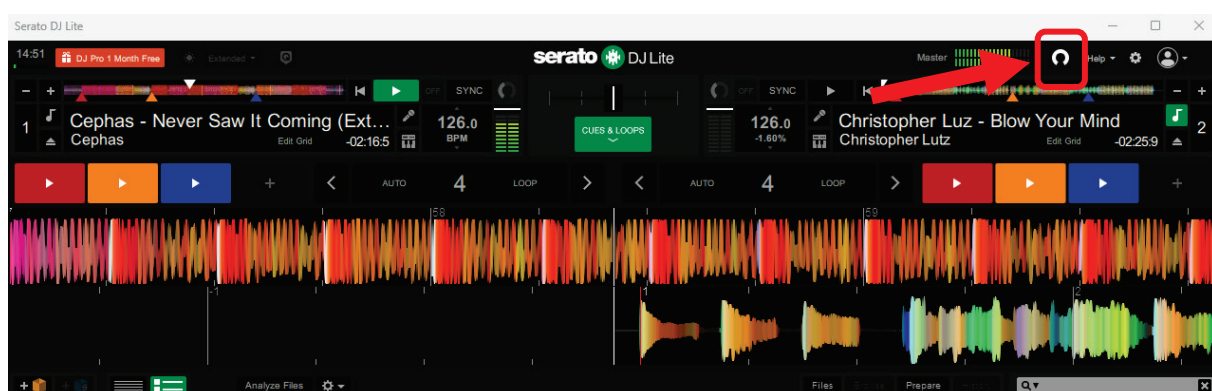 Serato DJ Lite
14:51 DJ Pro 1 Month Free Extended serato DJ Lite Master Help
OFF SYNC OFF SYNC
1 Cephas - Never Saw It Coming (Ext... 126.0 CUES & LOOPS 126.0 Christopher Luz - Blow Your Mind 2
Cephas Edit Grid -02:16:5 BPM -1.60% Christopher Lutz Edit Grid -02:25:9
AUTO 4 LOOP AUTO 4 LOOP
58 59
-1 1 2
Analyze Files Files Prepare